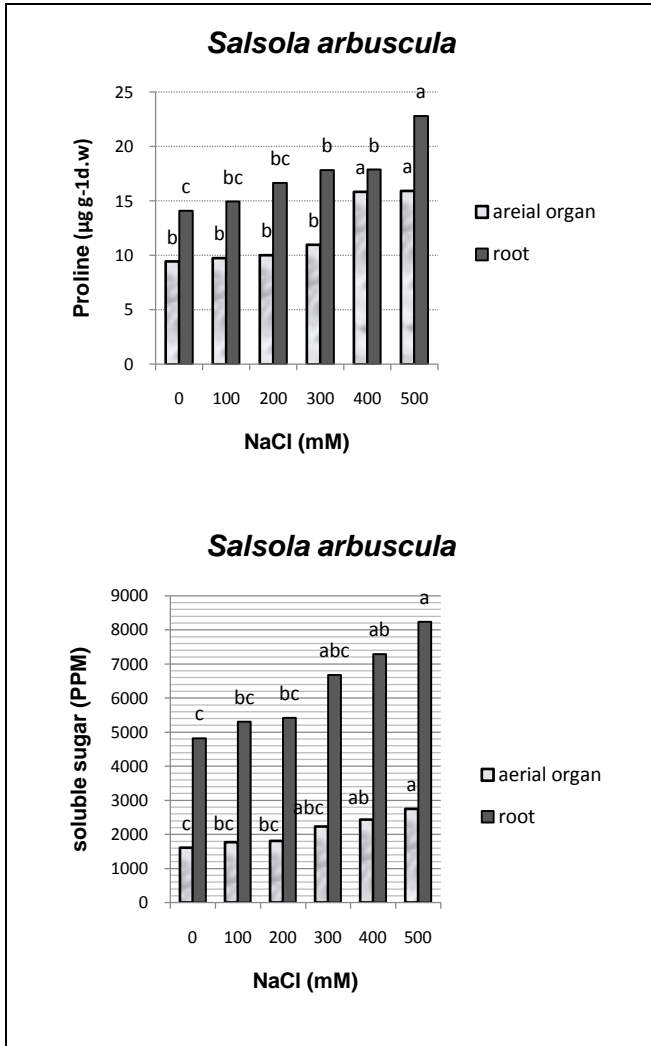 Salsola arbuscula
25
20
15
10
5
0
Proline (µg g-1d.w)
c
bc
bc
b
b
a
b
b
b
b
a
a
0 100 200 300 400 500
NaCl (mM)
areial organ
root
Salsola arbuscula
9000
8000
7000
6000
5000
4000
3000
2000
1000
0
soluble sugar (PPM)
c
bc
bc
abc
ab
a
c
bc
bc
abc
ab
a
0 100 200 300 400 500
NaCl (mM)
aerial organ
root